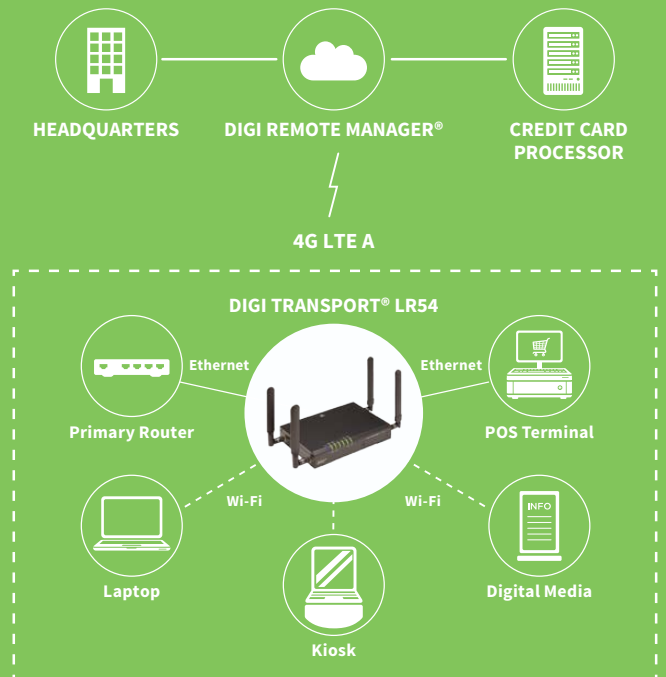 HEADQUARTERS
DIGI REMOTE MANAGER®
CREDIT CARD
PROCESSOR
4G LTE A
DIGI TRANSPORT® LR54
Ethernet
Ethernet
Primary Router
POS Terminal
Wi-Fi
Wi-Fi
INFO
Laptop
Digital Media
Kiosk